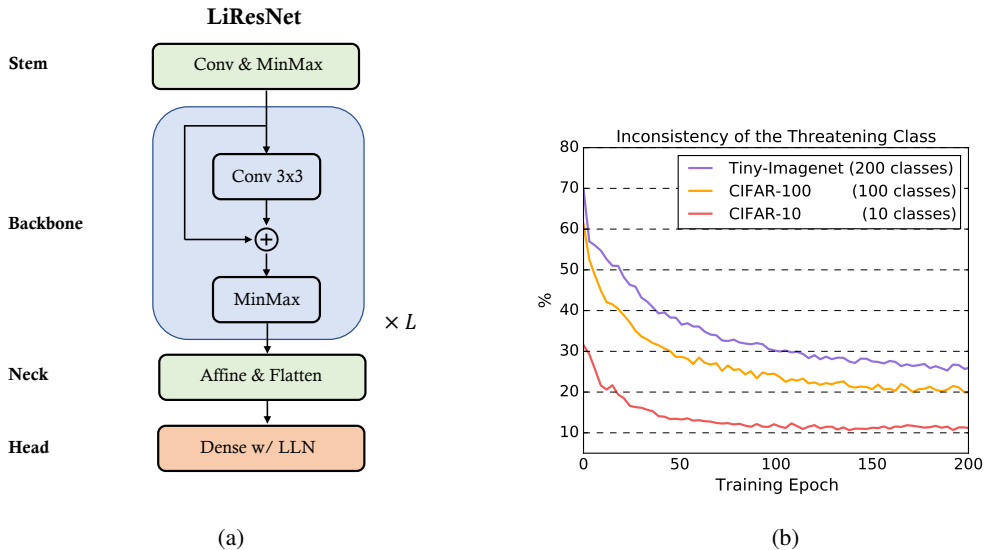 LiResNet
Stem
Conv & MinMax
Backbone
Conv 3x3
+
MinMax
× L
Neck
Affine & Flatten
Head
Dense w/ LLN
(a)
Inconsistency of the Threatening Class
Tiny-Imagenet (200 classes)
CIFAR-100 (100 classes)
CIFAR-10 (10 classes)
80
70
60
50
40
30
20
10
%
0 50 100 150 200
Training Epoch
(b)